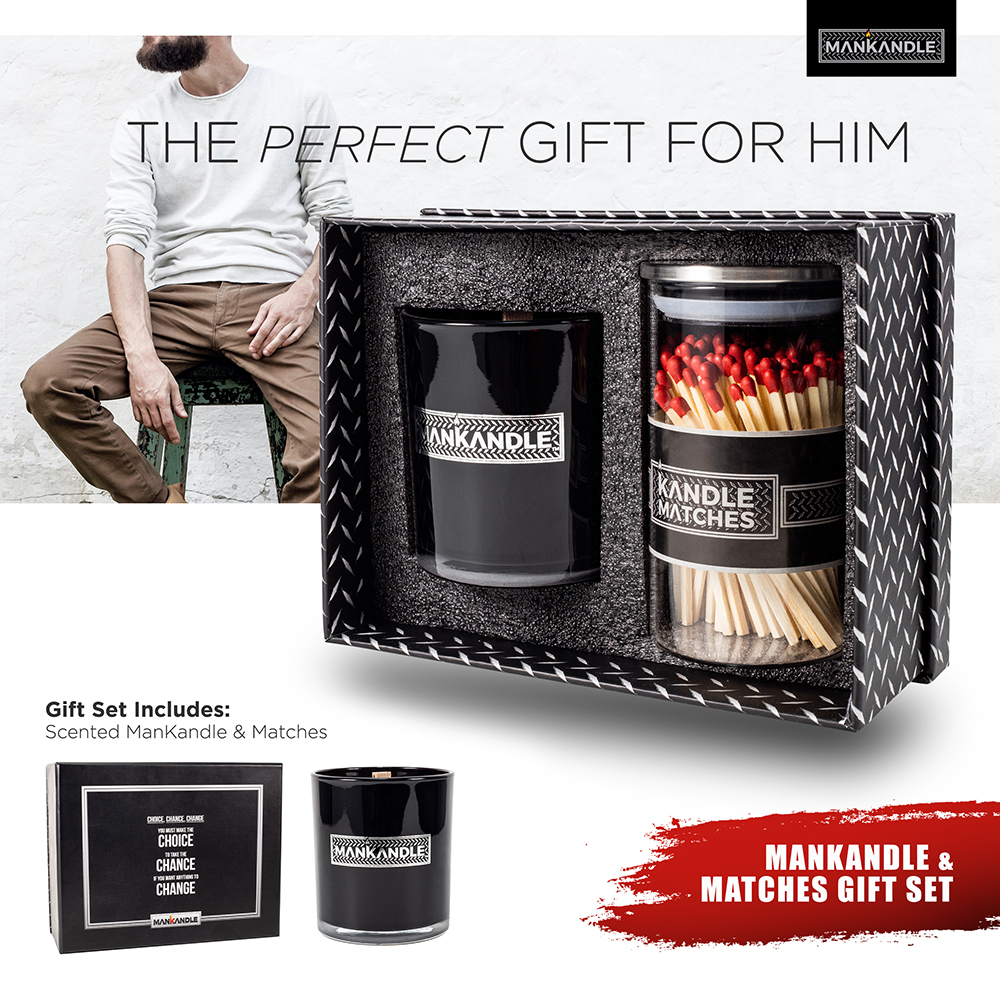 MANKANDLE
THE PERFECT GIFT FOR HIM
MANKANDLE
KANDLE
MATCHES
Gift Set Includes:
Scented ManKandle & Matches
CHOICE, CHANCE, CHANGE
YOU MUST MAKE THE
CHOICE
TO TAKE THE
CHANCE
IF YOU WANT ANYTHING TO
CHANGE
MANKANDLE
MANKANDLE
MANKANDLE &
MATCHES GIFT SET